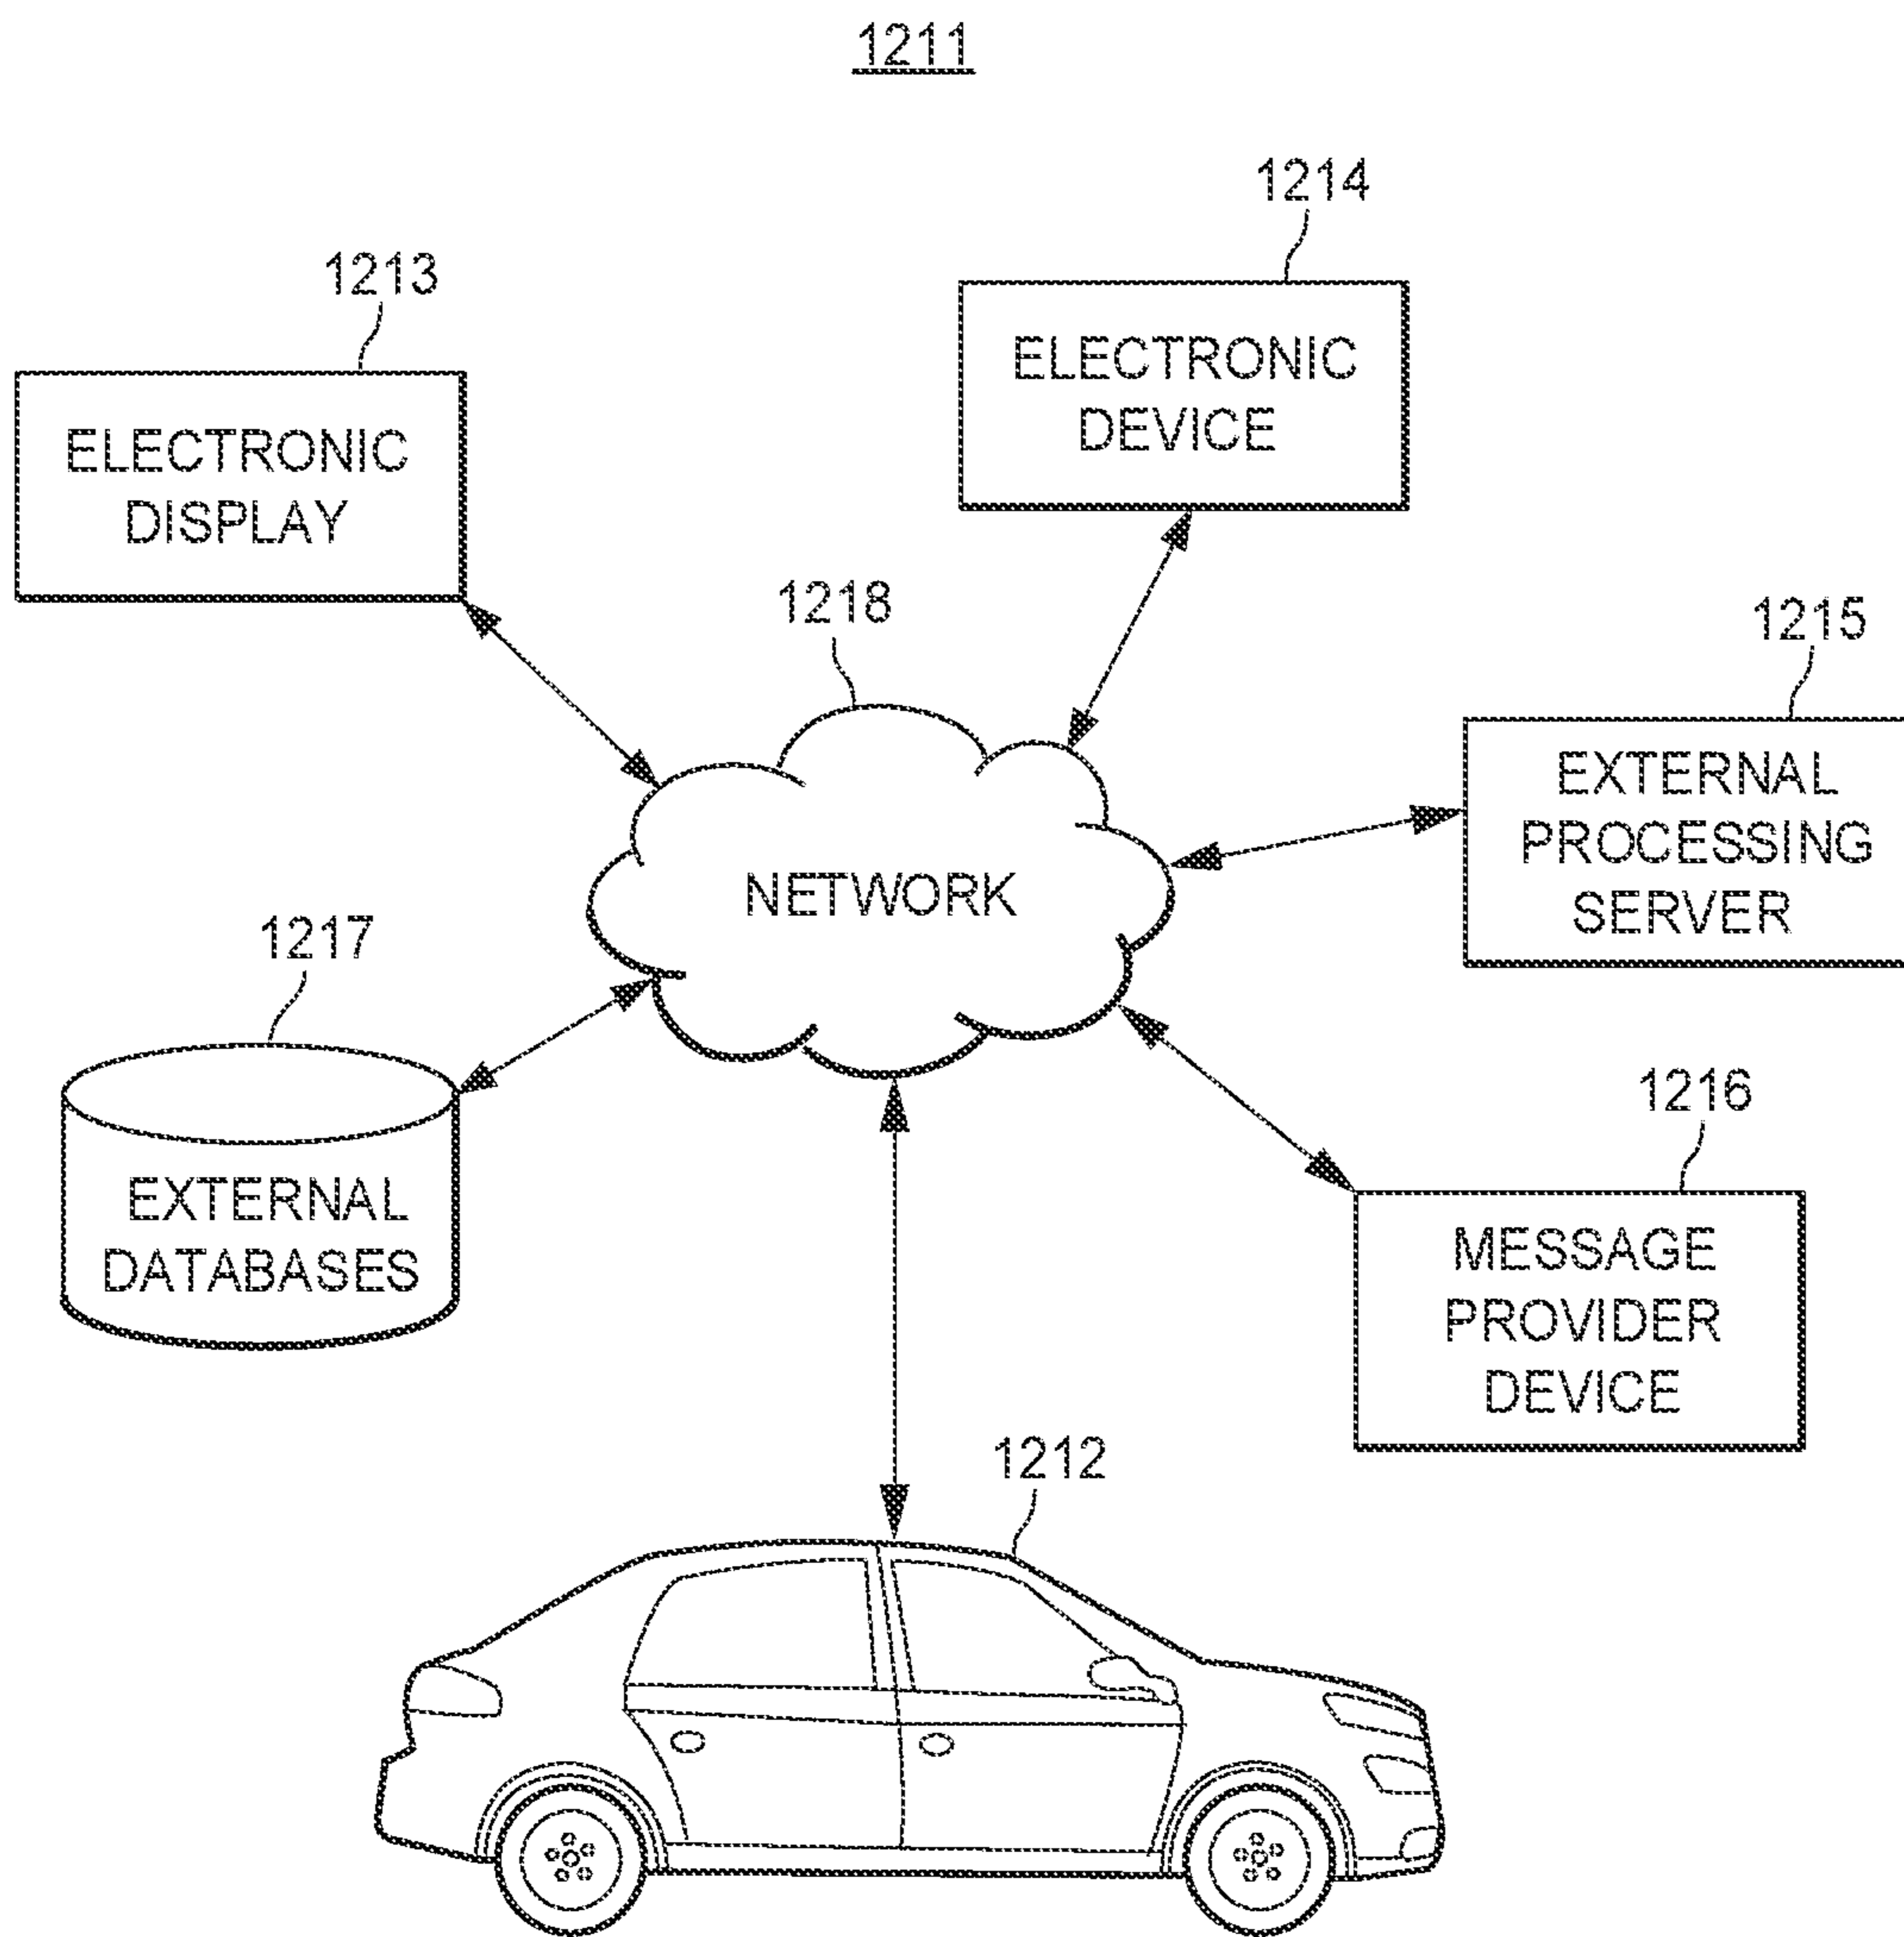 1211
1214
ELECTRONIC
DEVICE
1213
ELECTRONIC
DISPLAY
1218
NETWORK
1215
EXTERNAL
PROCESSING
SERVER
1217
EXTERNAL
DATABASES
1216
MESSAGE
PROVIDER
DEVICE
1212